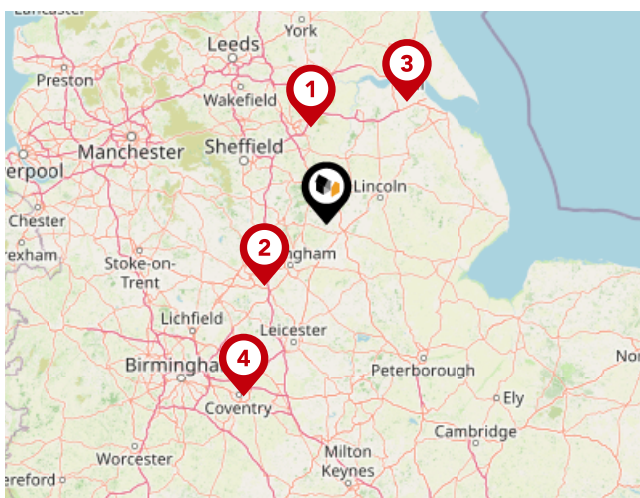 Lancaster
York
Leeds
Preston
3
Wakefield
1
Manchester
Sheffield
erpool
Lincoln
Chester
rexham
2
ngham
Stoke-on-
Trent
Lichfield
Leicester
4
Birmingha
Peterborough
Nor
Coventry
Ely
Cambridge
Worcester
Milton
Keynes
ereford